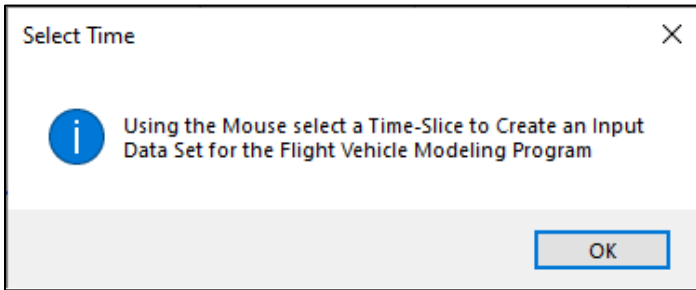 Select Time
Using the Mouse select a Time-Slice to Create an Input
Data Set for the Flight Vehicle Modeling Program
OK